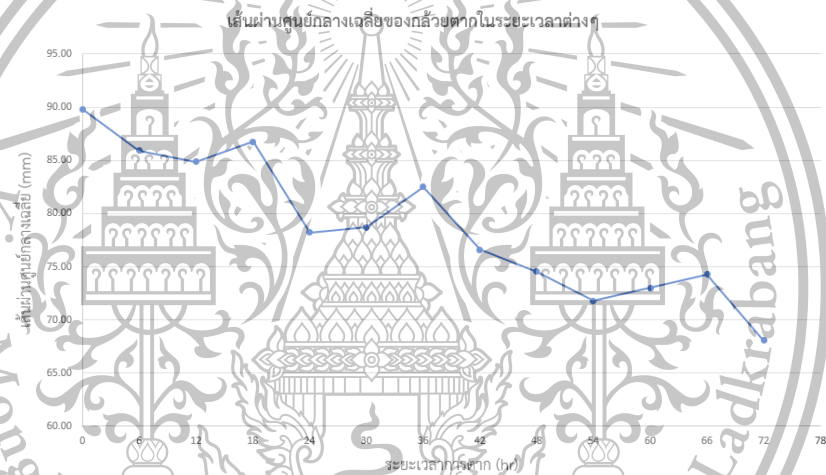 เส้นผ่านศูนย์กลางเฉลี่ยของกล้วยตากในระยะเวลาต่างๆ
95.00
90.00
85.00
80.00
75.00
70.00
65.00
60.00
เส้นผ่านศูนย์กลางเฉลี่ย (mm)
0 6 12 18 24 30 36 42 48 54 60 66 72 78
ระยะเวลาการตาก (hr)
Ladkrabang